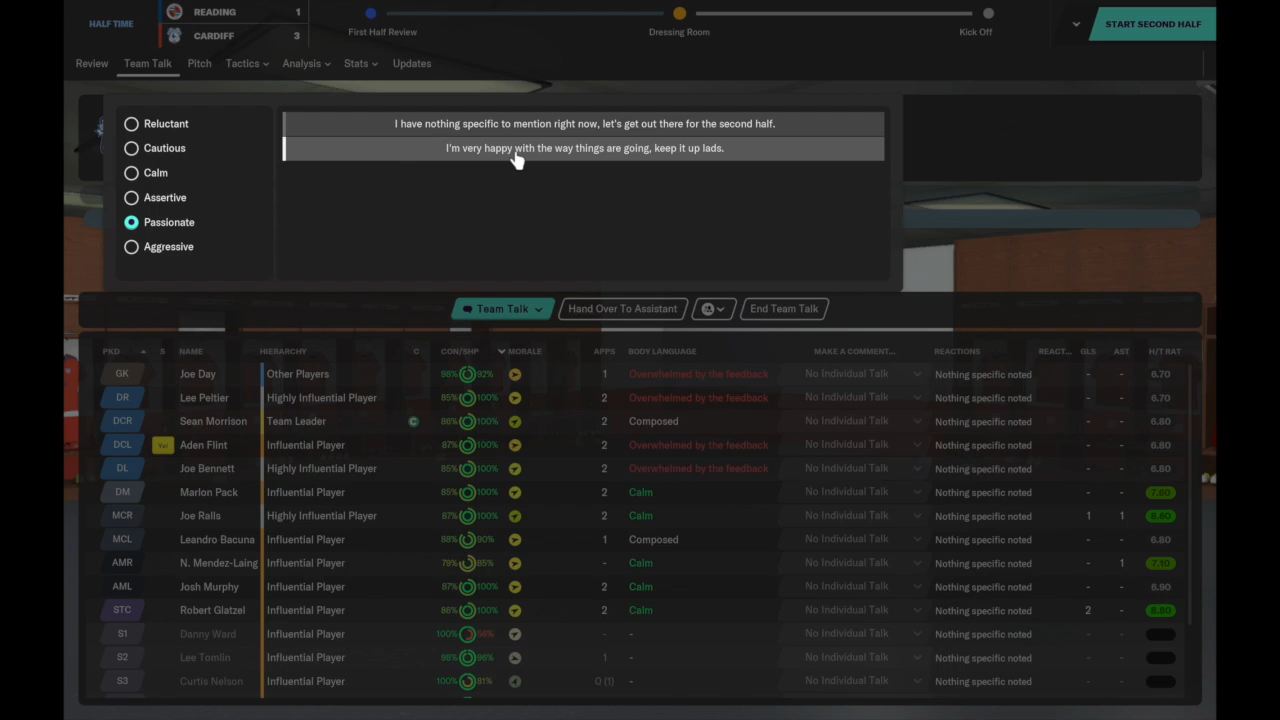 HALF TIME
READING 1
CARDIFF 3
First Half Review
Dressing Room
Kick Off
START SECOND HALF
Review Team Talk Pitch Tactics Analysis Stats Updates
Reluctant
Cautious
Calm
Assertive
Passionate
Aggressive
I have nothing specific to mention right now, let's get out there for the second half.
I'm very happy with the way things are going, keep it up lads.
Team Talk Hand Over To Assistant End Team Talk
PKD S NAME HIERARCHY C CON/SHP MORALE APPS BODY LANGUAGE MAKE A COMMENT... REACTIONS REACT... GLS AST H/T RAT
GK Joe Day Other Players 98% 92% 1 Overwhelmed by the feedback No Individual Talk Nothing specific noted - - 6.70
DR Lee Peltier Highly Influential Player 85% 100% 2 Overwhelmed by the feedback No Individual Talk Nothing specific noted - - 6.70
DCR Sean Morrison Team Leader C 86% 100% 2 Composed No Individual Talk Nothing specific noted - - 6.80
DCL Yel Aden Flint Influential Player 87% 100% 2 Overwhelmed by the feedback No Individual Talk Nothing specific noted - - 6.80
DL Joe Bennett Highly Influential Player 85% 100% 2 Overwhelmed by the feedback No Individual Talk Nothing specific noted - - 6.80
DM Marlon Pack Influential Player 85% 100% 2 Calm No Individual Talk Nothing specific noted - -
MCR Joe Ralls Highly Influential Player 87% 100% 2 Calm No Individual Talk Nothing specific noted 1 1 8.60
MCL Leandro Bacuna Influential Player 88% 90% 1 Composed No Individual Talk Nothing specific noted - - 6.80
AMR N. Mendez-Laing Influential Player 79% 85% - Calm No Individual Talk Nothing specific noted - 1 7.10
AML Josh Murphy Influential Player 87% 100% 2 Calm No Individual Talk Nothing specific noted - - 6.90
STC Robert Glatzel Influential Player 86% 100% 2 Calm No Individual Talk Nothing specific noted 2 -
S1 Danny Ward Influential Player 100% - - No Individual Talk Nothing specific noted - -
S2 Lee Tomlin Influential Player 98% 96% 1 - No Individual Talk Nothing specific noted - -
S3 Curtis Nelson Influential Player 100% 81% 0 (1) - No Individual Talk Nothing specific noted - -